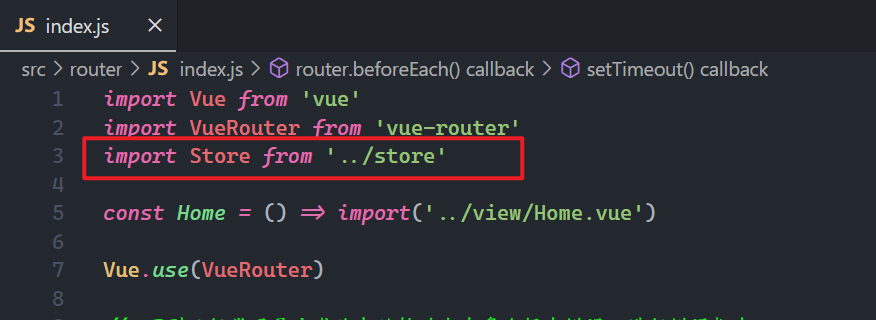 JS index.js ×
src > router > JS index.js > router.beforeEach() callback > setTimeout() callback
1 import Vue from 'vue'
2 import VueRouter from 'vue-router'
3 import Store from '../store'
4
5 const Home = () => import('../view/Home.vue')
6
7 Vue.use(VueRouter)
8